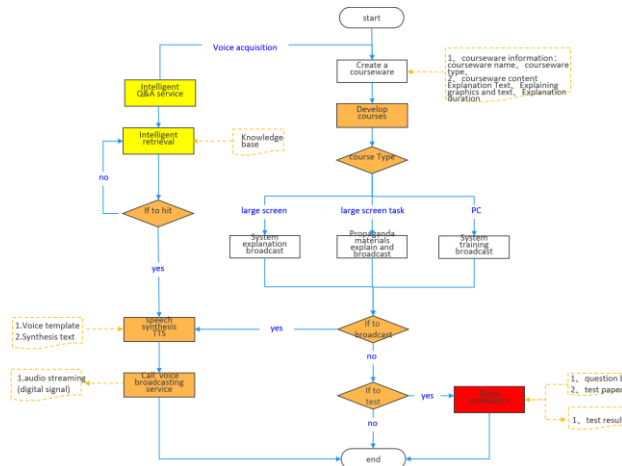 start
Voice acquisition
Create a
courseware
1、 courseware information：
courseware name、 courseware
type、
2、 courseware content
Explanation Text、 Explaining
graphics and text、 Explanation
duration
Intelligent
Q&A service
Develop
courses
Intelligent
retrieval
Knowledge
base
course Type
no
If to hit
large screen
large screen task
PC
System
explanation
broadcast
Propaganda
materials
explain and
broadcast
System
training
broadcast
yes
1.Voice template
2.Synthesis text
speech
synthesis
TTS
yes
If to
broadcast
no
1.audio streaming
(digital signal)
Call voice
broadcasting
service
If to
test
yes
1、 question b
2、 test paper
1、 test result
no
end